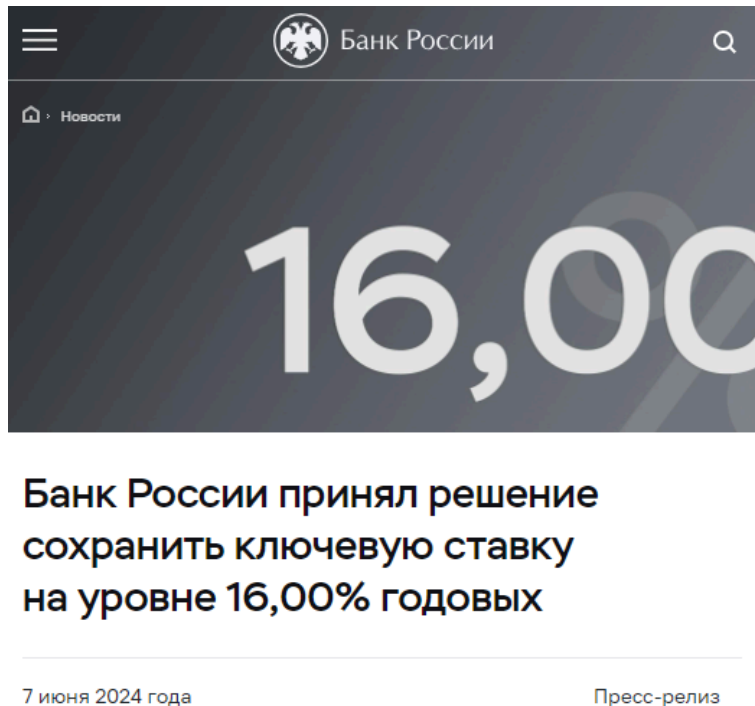 Банк России
Новости
16,00
Банк России принял решение
сохранить ключевую ставку
на уровне 16,00% годовых
7 июня 2024 года
Пресс-релиз